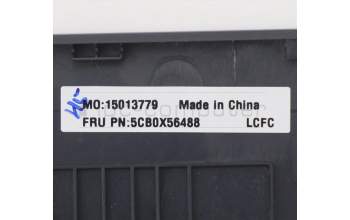 MO:15013779 Made in China
FRU PN:5CB0X56488 LCFC